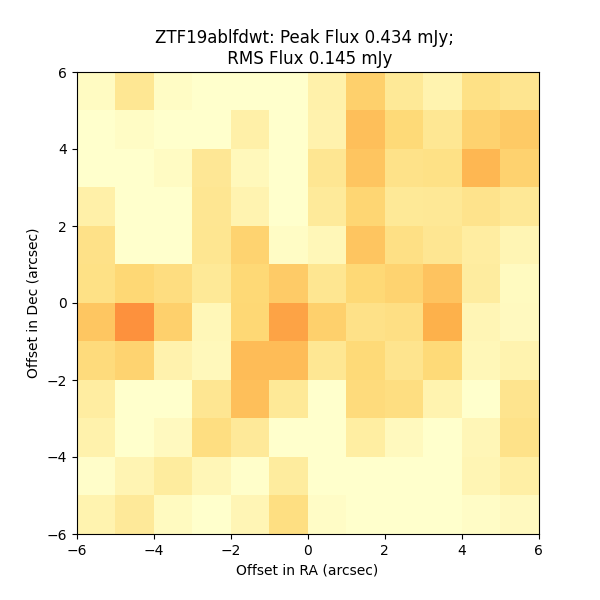 ZTF19ablfdwt: Peak Flux 0.434 mJy;
RMS Flux 0.145 mJy
6
4
2
0
−2
−4
−6
Offset in Dec (arcsec)
−6 −4 −2 0 2 4 6
Offset in RA (arcsec)